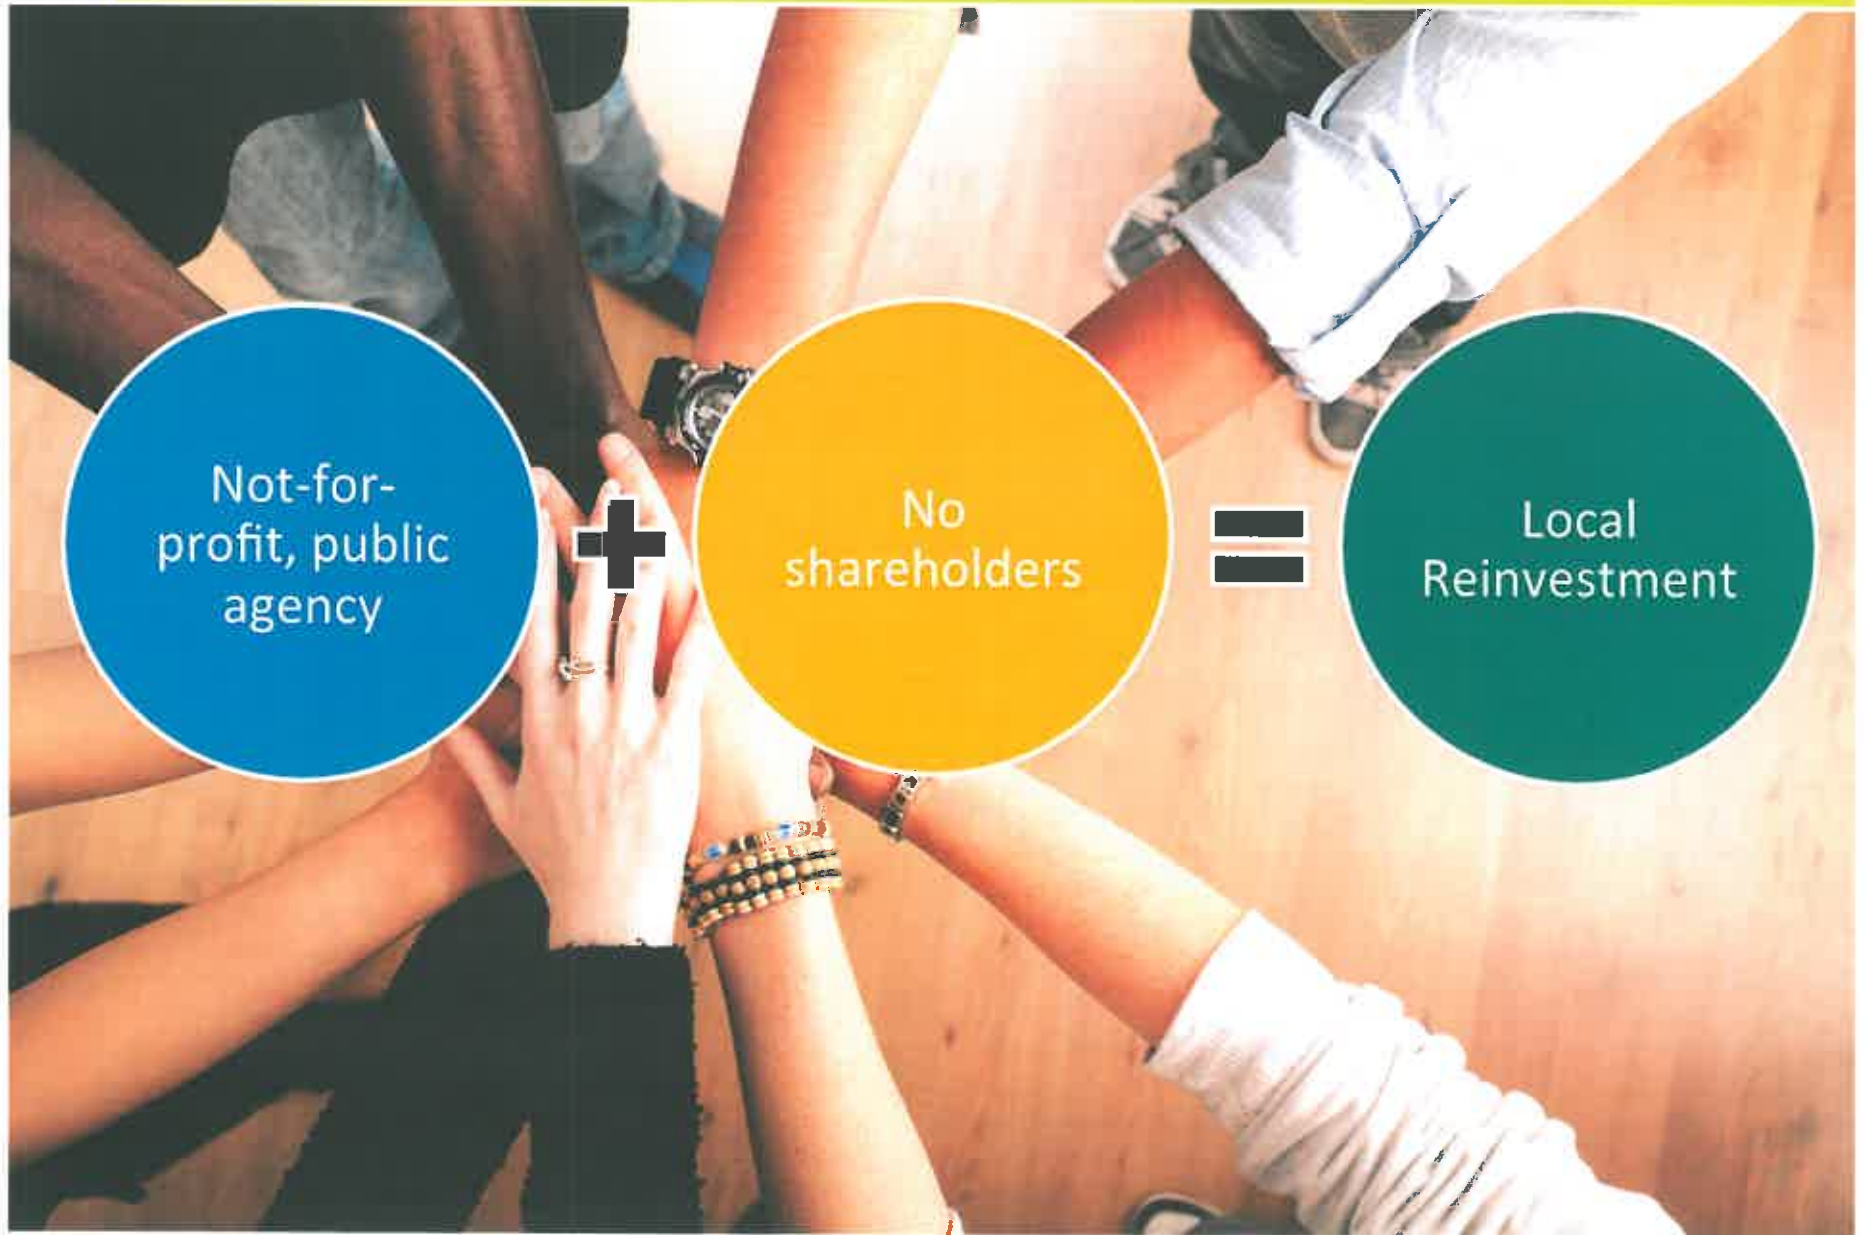 Not-for-
profit, public
agency
+
No
shareholders
=
Local
Reinvestment